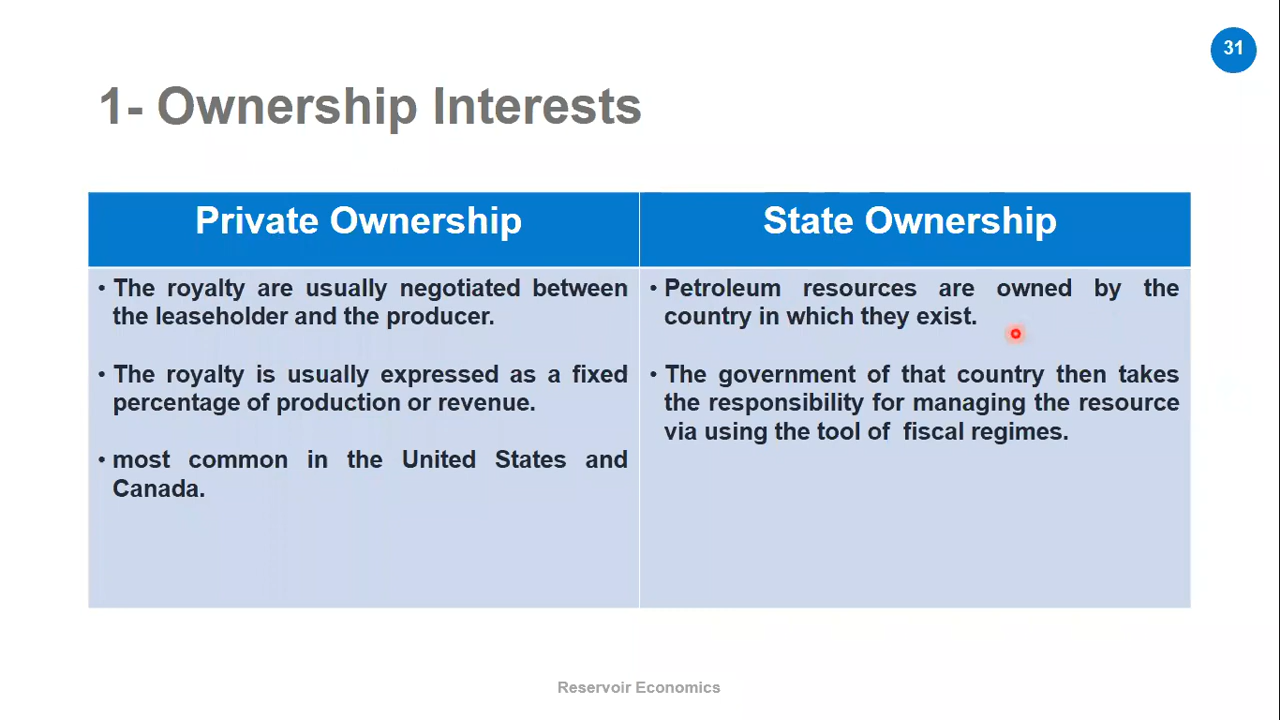 31
1- Ownership Interests
Private Ownership
• The royalty are usually negotiated between
the leaseholder and the producer.
• The royalty is usually expressed as a fixed
percentage of production or revenue.
• most common in the United States and
Canada.
State Ownership
• Petroleum resources are owned by the
country in which they exist.
• The government of that country then takes
the responsibility for managing the resource
via using the tool of fiscal regimes.
Reservoir Economics